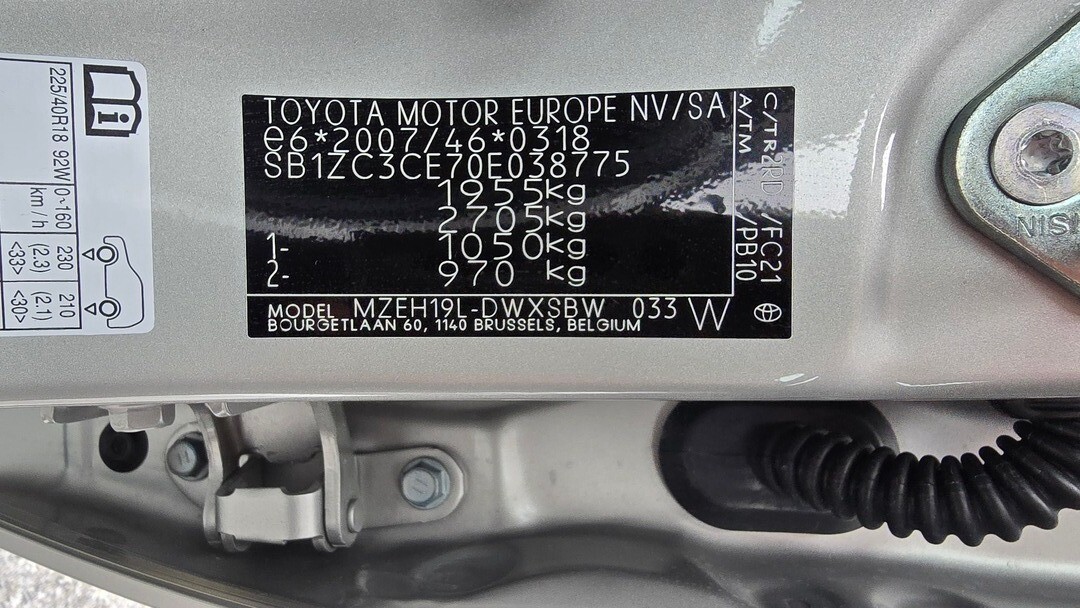 TOYOTA MOTOR EUROPE NV/SA
e6*2007/46*0318
SB1ZC3CE70E038775
1955kg
2705kg
1- 1050kg
2- 970 kg
MODEL MZEH19L-DWXSBW 033 W
BOURGETLAAN 60, 1140 BRUSSELS, BELGIUM
C/TR 2RD /FC21
A/TM /PB10
225/40R18 92W
0~160 km/h
230 (2.3) <33>
210 (2.1) <30>
i